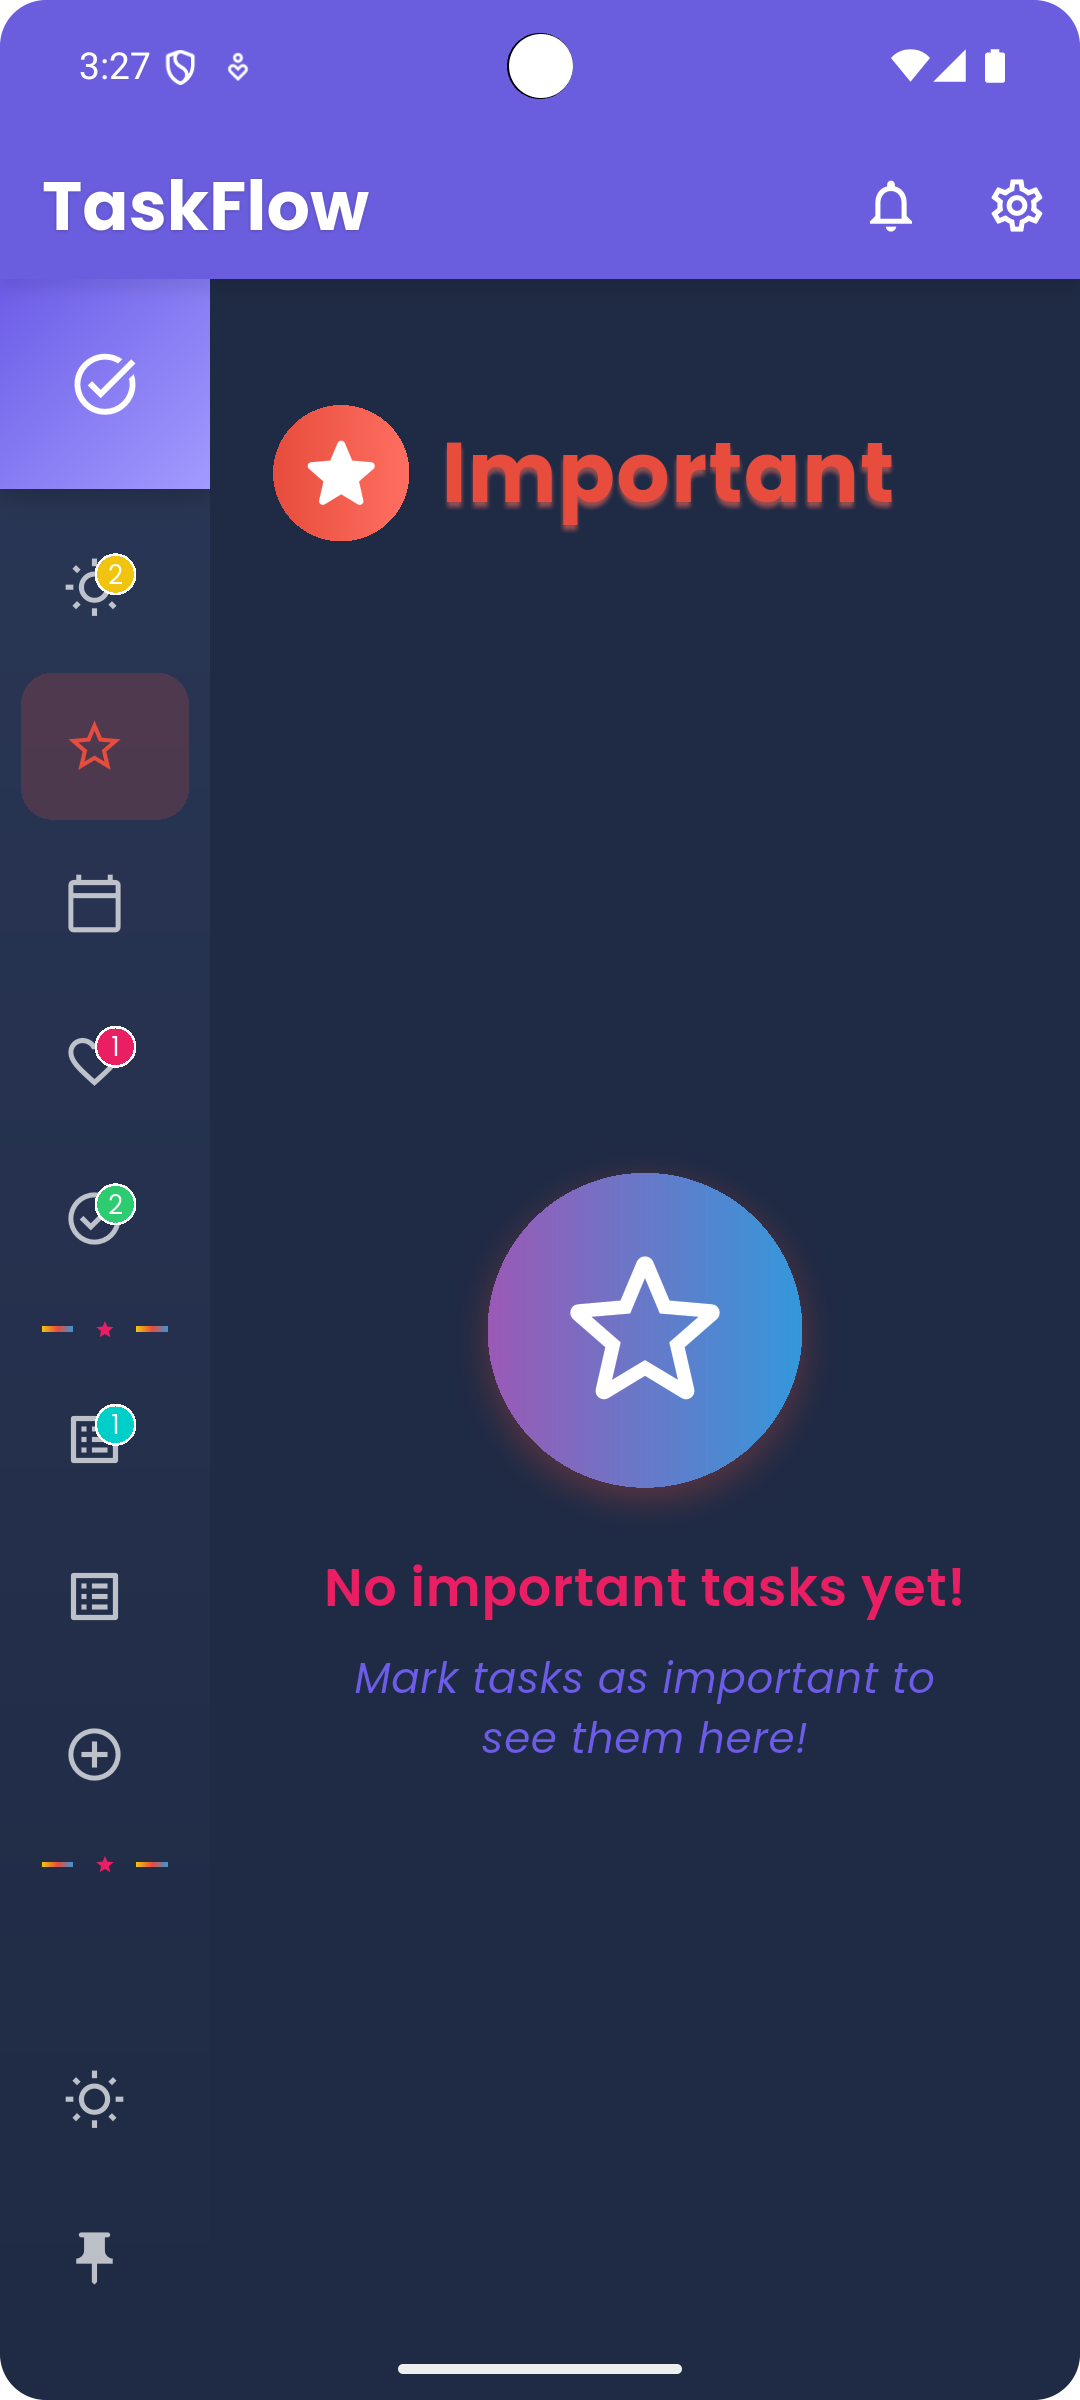 3:27
TaskFlow
Important
2
1
2
1
No important tasks yet!
Mark tasks as important to
see them here!